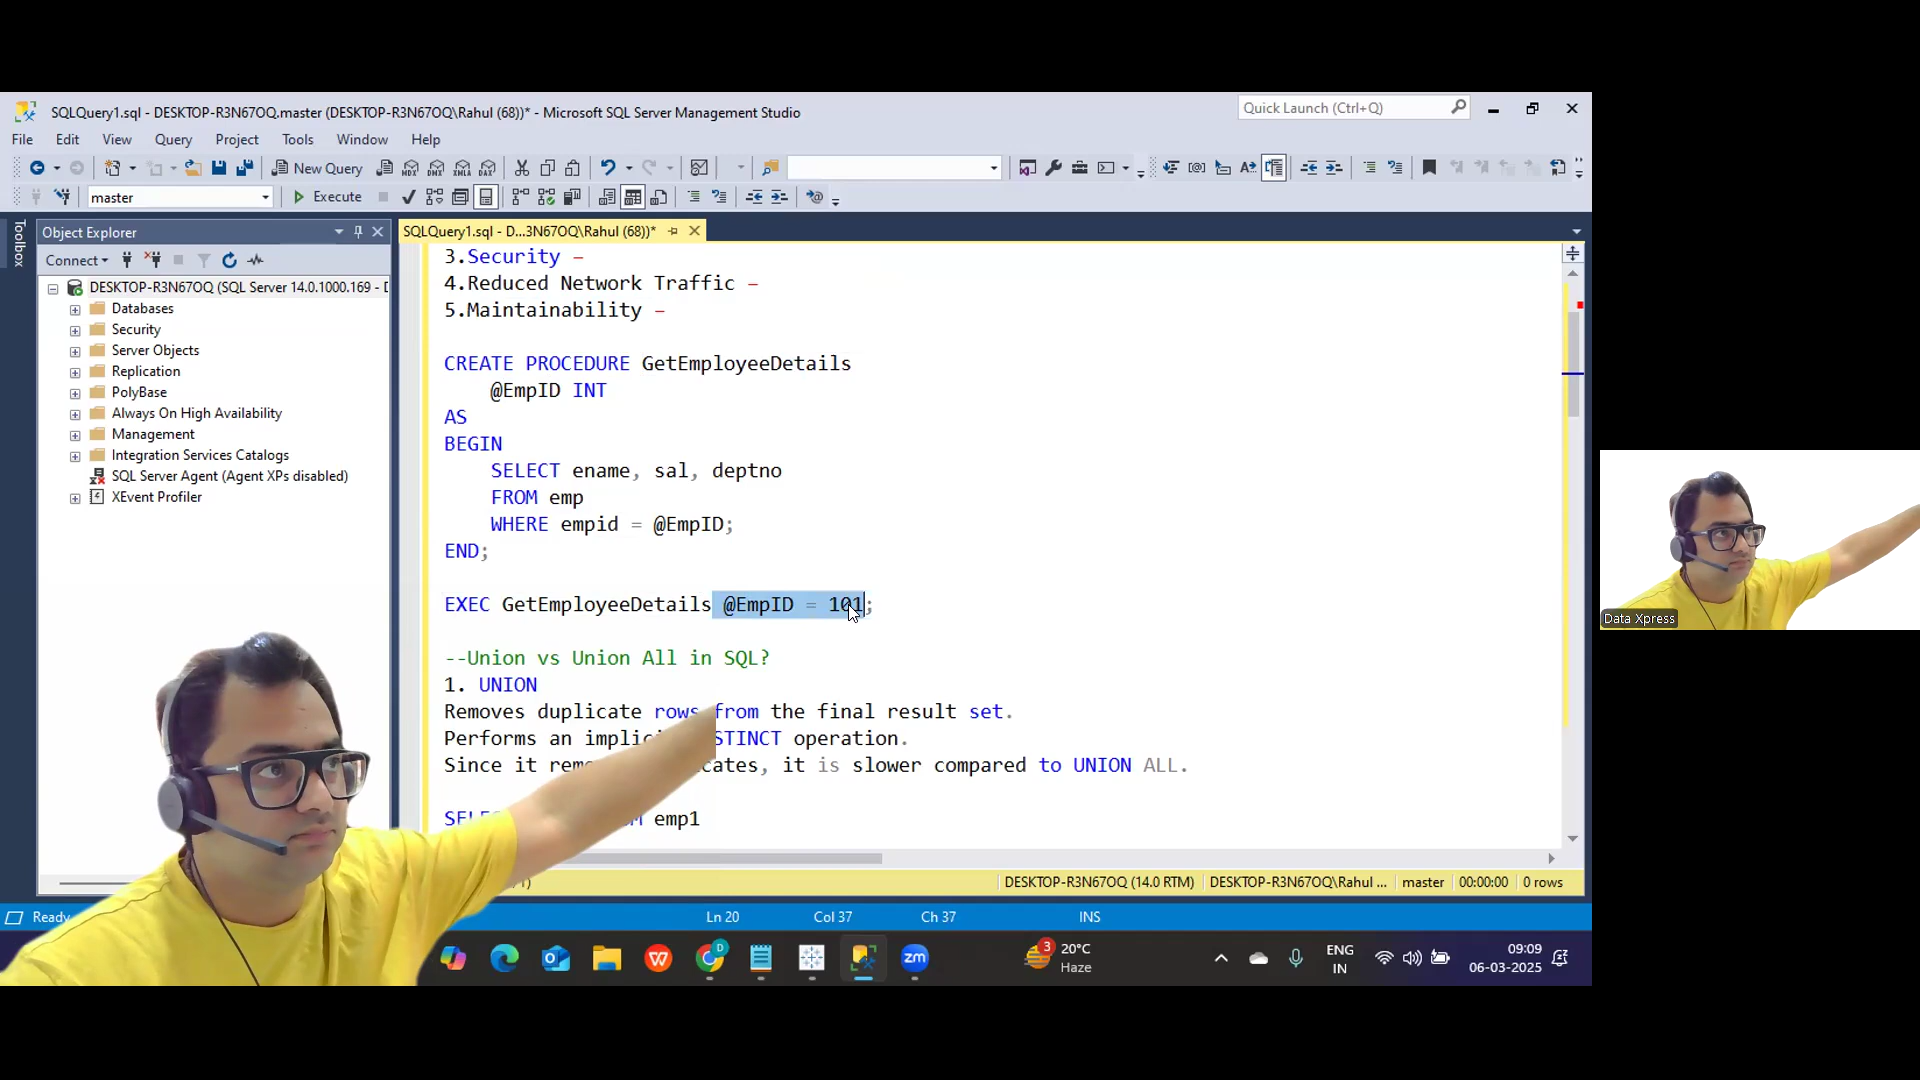 SQLQuery1.sql - DESKTOP-R3N67OQ.master (DESKTOP-R3N67OQ\Rahul (68))* - Microsoft SQL Server Management Studio
Quick Launch (Ctrl+Q)
File Edit View Query Project Tools Window Help
New Query
master
Execute
Toolbox
Object Explorer
SQLQuery1.sql - D...3N67OQ\Rahul (68))*
Connect
DESKTOP-R3N67OQ (SQL Server 14.0.1000.169 - D
Databases
Security
Server Objects
Replication
PolyBase
Always On High Availability
Management
Integration Services Catalogs
SQL Server Agent (Agent XPs disabled)
XEvent Profiler
3.Security –
4.Reduced Network Traffic –
5.Maintainability –
CREATE PROCEDURE GetEmployeeDetails
@EmpID INT
AS
BEGIN
SELECT ename, sal, deptno
FROM emp
WHERE empid = @EmpID;
END;
EXEC GetEmployeeDetails @EmpID = 101;
--Union vs Union All in SQL?
1. UNION
Removes duplicate rows from the final result set.
Performs an implici STINCT operation.
Since it rem cates, it is slower compared to UNION ALL.
emp1
DESKTOP-R3N67OQ (14.0 RTM) DESKTOP-R3N67OQ\Rahul ... master 00:00:00 0 rows
Ready Ln 20 Col 37 Ch 37 INS
3
20°C
Haze
zm
ENG
IN
09:09
06-03-2025
Data Xpress